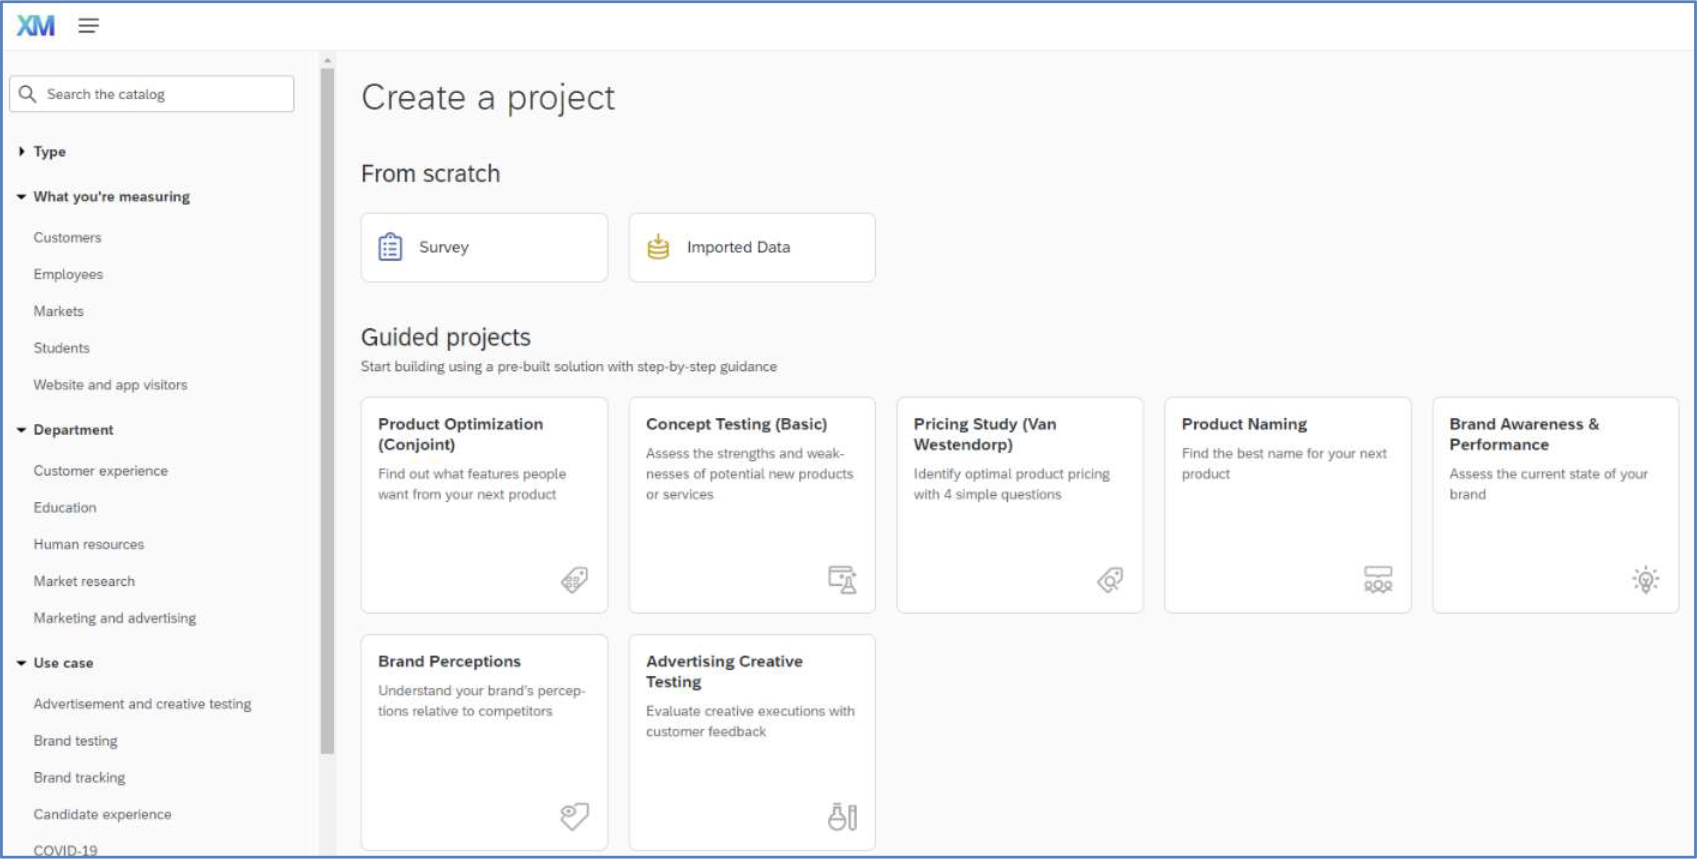 XM
Search the catalog
Type
What you're measuring
Customers
Employees
Markets
Students
Website and app visitors
Department
Customer experience
Education
Human resources
Market research
Marketing and advertising
Use case
Advertisement and creative testing
Brand testing
Brand tracking
Candidate experience
COVID-19
Create a project
From scratch
Survey
Imported Data
Guided projects
Start building using a pre-built solution with step-by-step guidance
Product Optimization
(Conjoint)
Find out what features people
want from your next product
Concept Testing (Basic)
Assess the strengths and weak-
nesses of potential new products
or services
Pricing Study (Van
Westendorp)
Identify optimal product pricing
with 4 simple questions
Product Naming
Find the best name for your next
product
Brand Awareness &
Performance
Assess the current state of your
brand
Brand Perceptions
Understand your brand's percep-
tions relative to competitors
Advertising Creative
Testing
Evaluate creative executions with
customer feedback